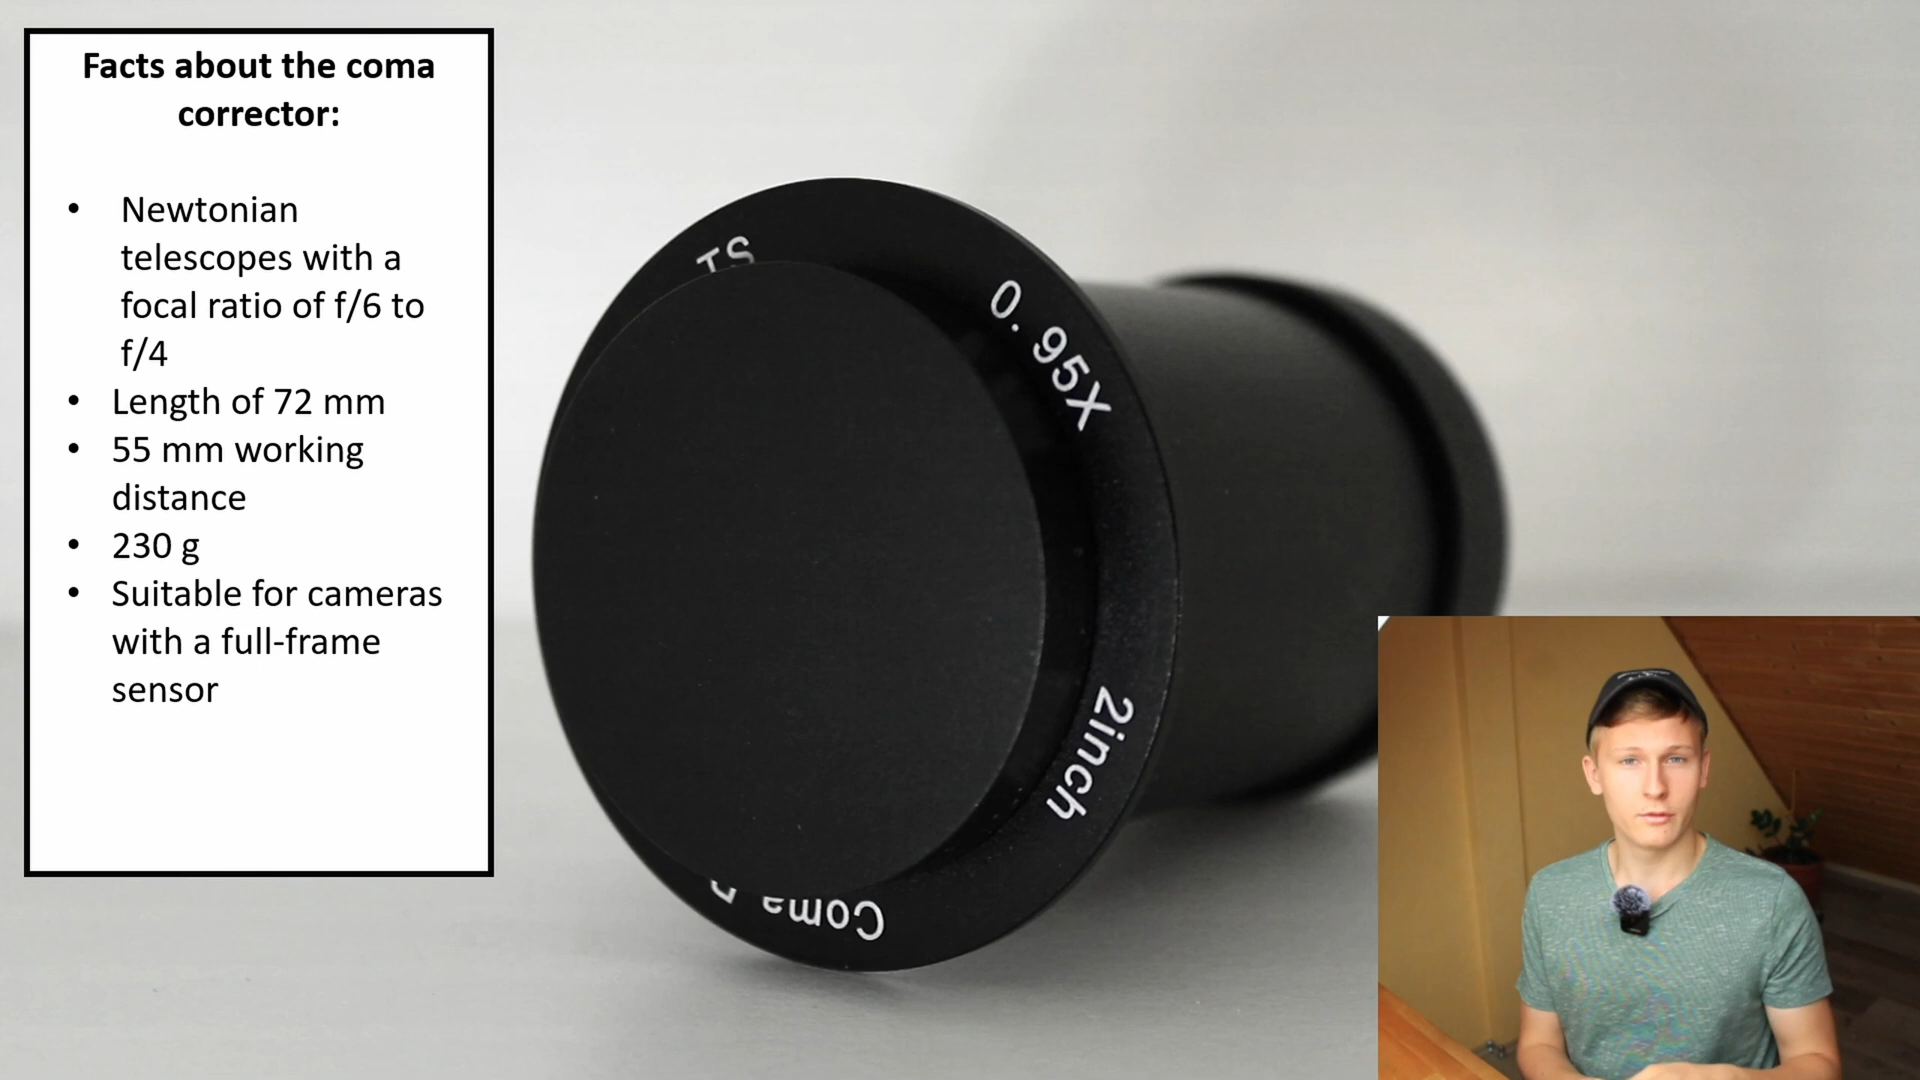 Facts about the coma
corrector:
• Newtonian
telescopes with a
focal ratio of f/6 to
f/4
• Length of 72 mm
• 55 mm working
distance
• 230 g
• Suitable for cameras
with a full-frame
sensor
TS
0.95X
2inch
Coma